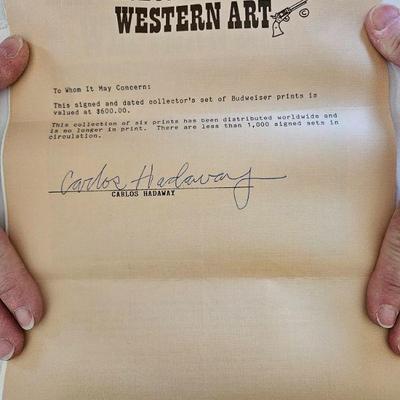 WESTERN ART ©
To Whom It May Concern:
This signed and dated collector's set of Budweiser prints is
valued at $600.00.
This collection of six prints has been distributed worldwide and
is no longer in print. There are less than 1,000 signed sets in
circulation.
Carlos Hadaway
CARLOS HADAWAY